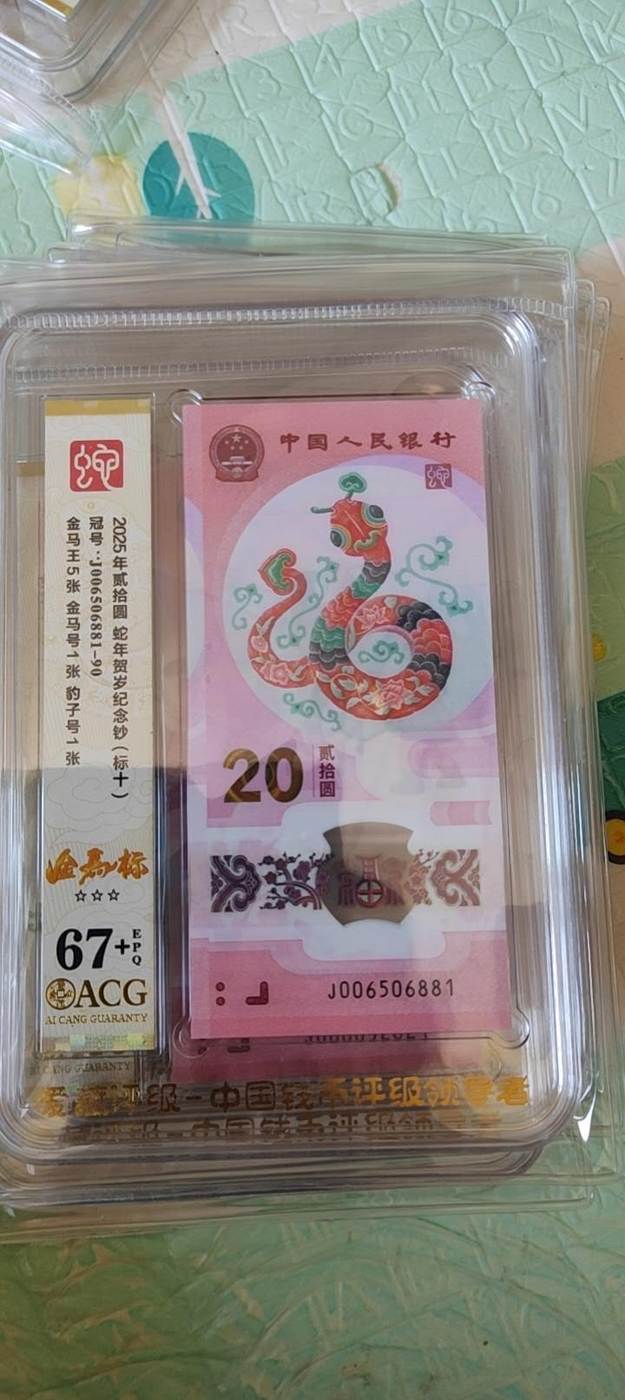 蛇
2025年贰拾圆 蛇年贺岁纪念钞(标十)
冠号:J006506881-90
金马王5张 金马号1张 豹子号1张
☆☆☆
67+EPQ
ACG
AI CANG GUARANTY
中国人民银行
蛇
20
贰拾圆
J006506881
爱藏评级-中国钱币评级领导者